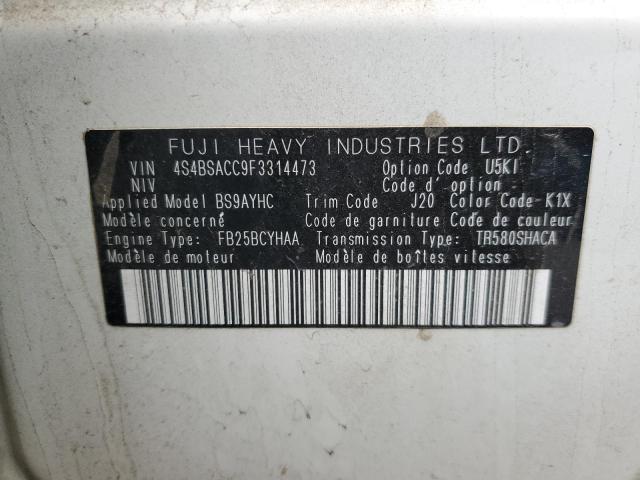 FUJI HEAVY INDUSTRIES LTD.
VIN 4S4BSACC9F3314473 Option Code U5KI
NIV Code d'option
Applied Model BS9AYHC Trim Code J20 Color Code-K1X
Modèle concerné Code de garniture Code de couleur
Engine Type: FB25BCYHAA Transmission Type: TR580SHACA
Modèle de moteur Modèle de boîtes vitesse